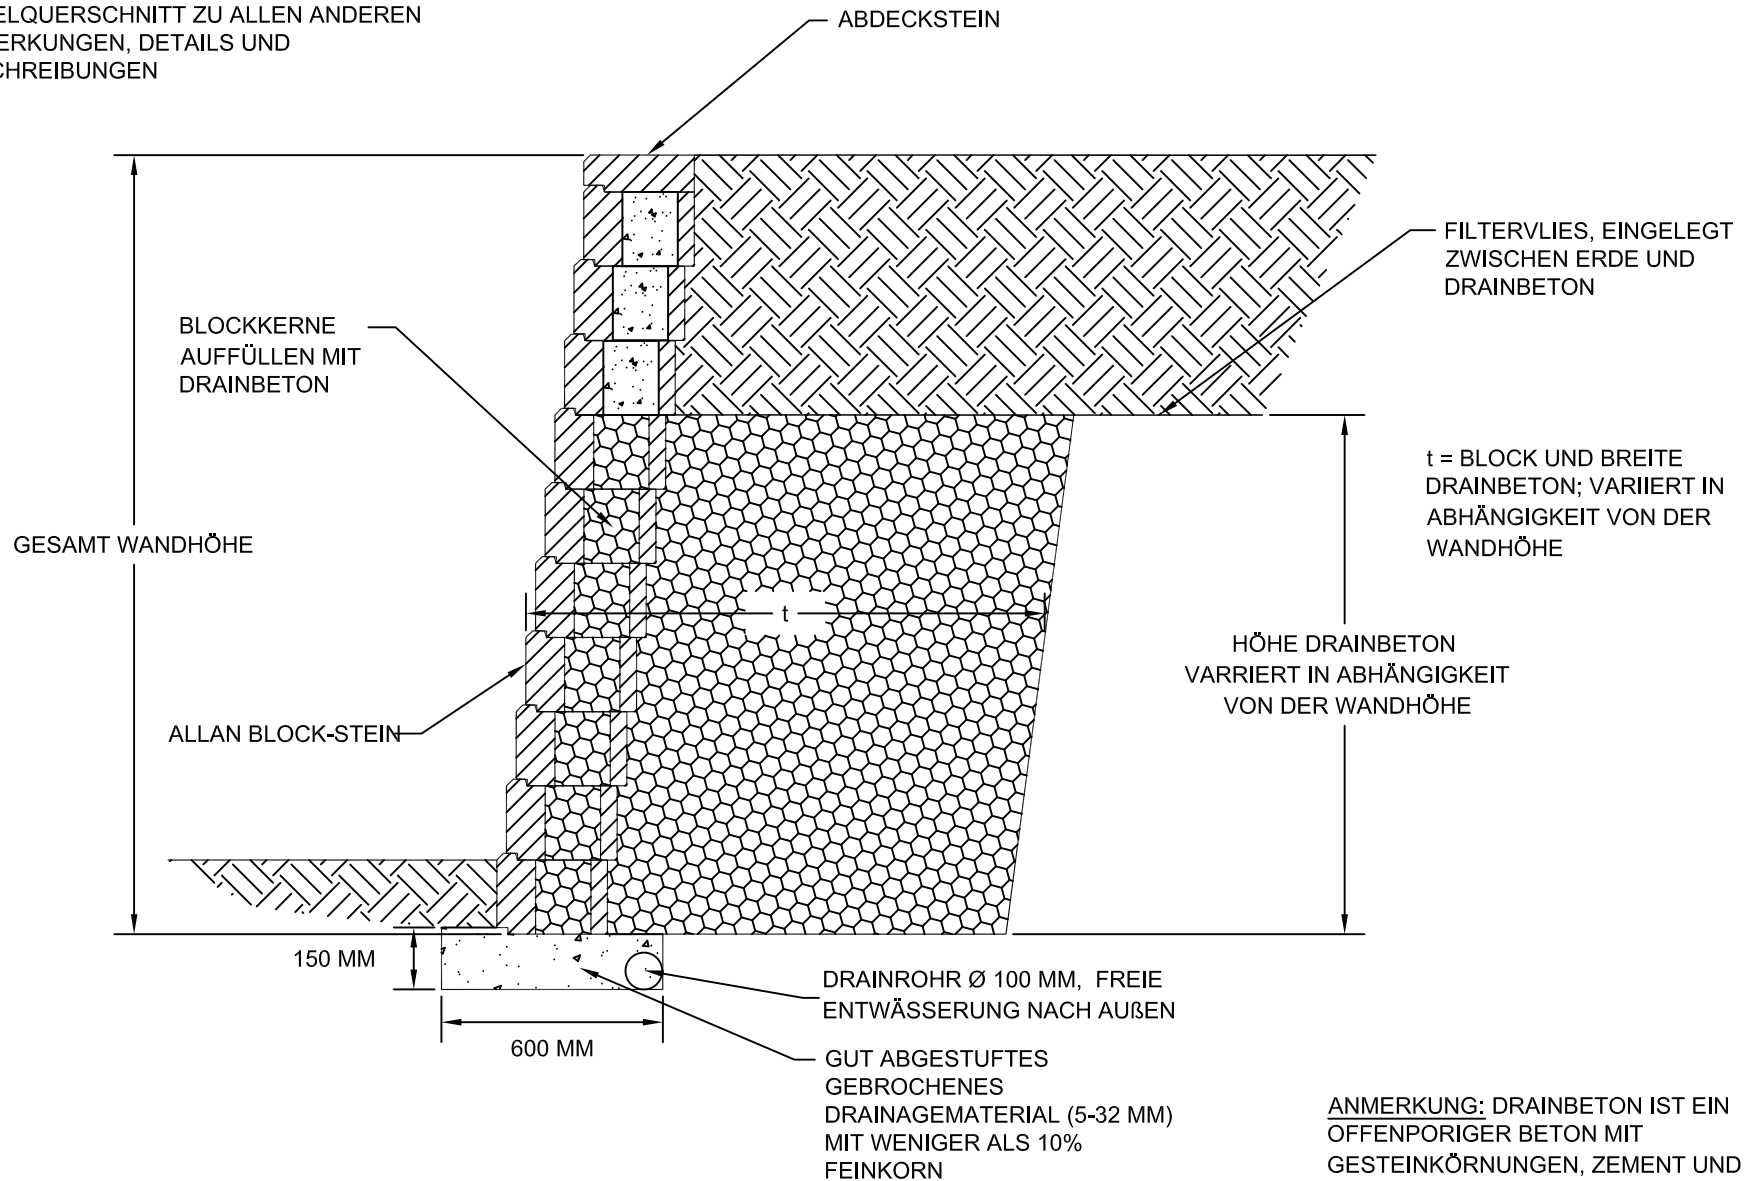 ZU ALLEN ANDEREN
DETAILS UND
ABDECKSTEIN
FILTERVLIES, EINGELEGT
ZWISCHEN ERDE UND
DRAINBETON
BLOCKKERNE
AUFFÜLLEN MIT
DRAINBETON
t = BLOCK UND BREITE
DRAINBETON; VARIIERT IN
ABHÄNGIGKEIT VON DER
WANDHÖHE
GESAMT WANDHÖHE
t
HÖHE DRAINBETON
VARRIERT IN ABHÄNGIGKEIT
VON DER WANDHÖHE
ALLAN BLOCK-STEIN
150 MM
DRAINROHR Ø 100 MM, FREIE
ENTWÄSSERUNG NACH AUßEN
600 MM
GUT ABGESTUFTES
GEBROCHENES
DRAINAGEMATERIAL (5-32 MM)
MIT WENIGER ALS 10%
FEINKORN
ANMERKUNG: DRAINBETON IST EIN
OFFENPORIGER BETON MIT
GESTEINKÖRNUNGEN, ZEMENT UND